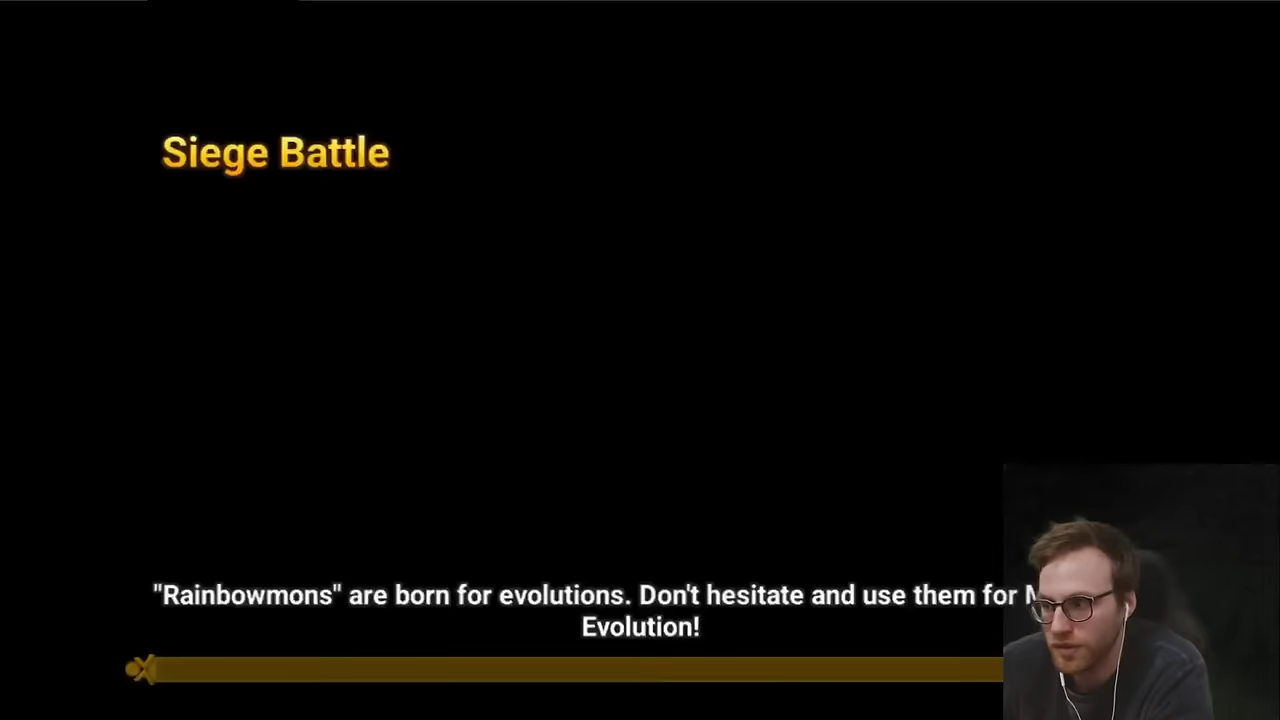 Siege Battle
"Rainbowmons" are born for evolutions. Don't hesitate and use them for
Evolution!